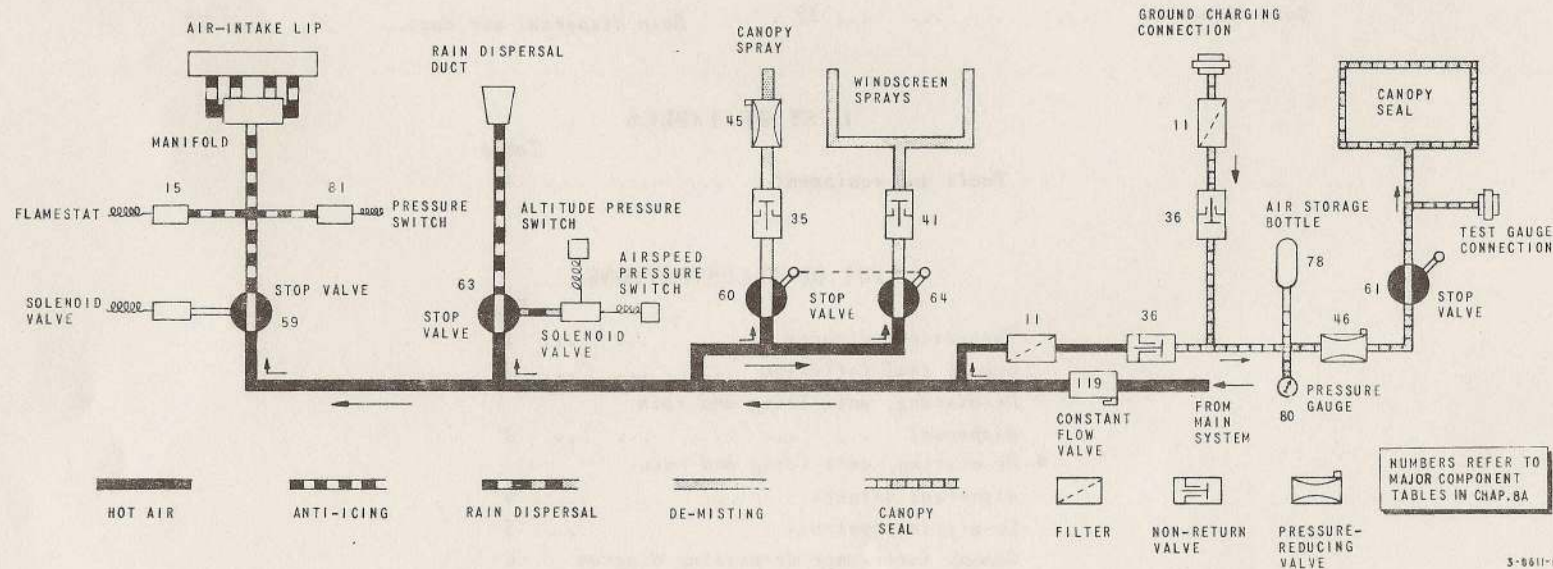 AIR-INTAKE LIP
MANIFOLD
15
81
FLAMESTAT
PRESSURE
SWITCH
SOLENOID
VALVE
STOP VALVE
59
RAIN DISPERSAL
DUCT
ALTITUDE PRESSURE
SWITCH
AIRSPEED
PRESSURE
SWITCH
63
STOP
VALVE
SOLENOID
VALVE
CANOPY
SPRAY
45
WINDSCREEN
SPRAYS
35
41
60
STOP
VALVE
64
GROUND CHARGING
CONNECTION
11
36
AIR STORAGE
BOTTLE
78
CANOPY
SEAL
TEST GAUGE
CONNECTION
61
STOP
VALVE
11
36
46
119
CONSTANT
FLOW
VALVE
FROM
MAIN
SYSTEM
80
PRESSURE
GAUGE
NUMBERS REFER TO
MAJOR COMPONENT
TABLES IN CHAP.8A
HOT AIR
ANTI-ICING
RAIN DISPERSAL
DE-MISTING
CANOPY
SEAL
FILTER
NON-RETURN
VALVE
PRESSURE-
REDUCING
VALVE